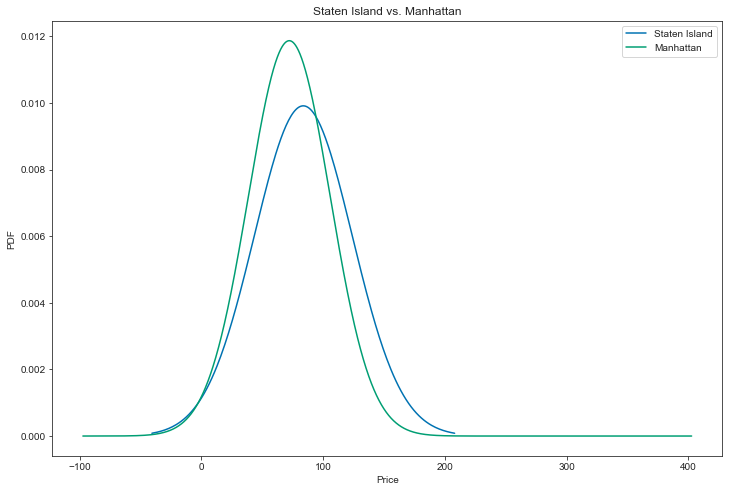 Staten Island vs. Manhattan
Staten Island
Manhattan
0.012
0.010
0.008
0.006
0.004
0.002
0.000
PDF
−100
0
100
200
300
400
Price